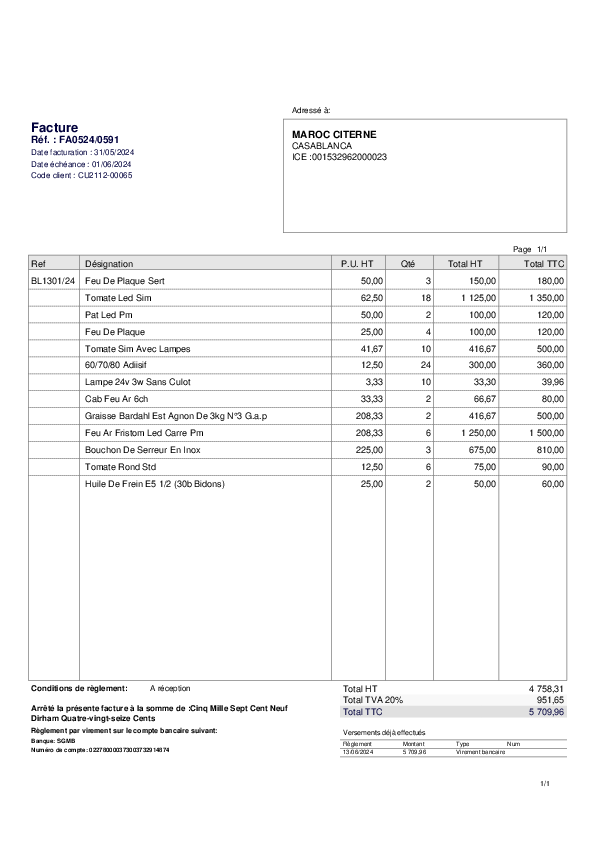 Adressé à:
Facture
Réf. : FA0524/0591
Date facturation : 31/05/2024
Date échéance : 01/06/2024
Code client : CU2112-00065
MAROC CITERNE
CASABLANCA
ICE :001532962000023
Page 1/1
Ref Désignation P.U. HT Qté Total HT Total TTC
BL1301/24 Feu De Plaque Sert 50,00 3 150,00 180,00
Tomate Led Sim 62,50 18 1 125,00 1 350,00
Pat Led Pm 50,00 2 100,00 120,00
Feu De Plaque 25,00 4 100,00 120,00
Tomate Sim Avec Lampes 41,67 10 416,67 500,00
60/70/80 Adiisif 12,50 24 300,00 360,00
Lampe 24v 3w Sans Culot 3,33 10 33,30 39,96
Cab Feu Ar 6ch 33,33 2 66,67 80,00
Graisse Bardahl Est Agnon De 3kg N°3 G.a.p 208,33 2 416,67 500,00
Feu Ar Fristom Led Carre Pm 208,33 6 1 250,00 1 500,00
Bouchon De Serreur En Inox 225,00 3 675,00 810,00
Tomate Rond Std 12,50 6 75,00 90,00
Huile De Frein E5 1/2 (30b Bidons) 25,00 2 50,00 60,00
Conditions de règlement: A réception
Total HT 4 758,31
Total TVA 20% 951,65
Total TTC 5 709,96
Arrêté la présente facture à la somme de :Cinq Mille Sept Cent Neuf
Dirham Quatre-vingt-seize Cents
Règlement par virement sur le compte bancaire suivant:
Banque: SGMB
Numéro de compte: 022780000373003732914674
Versements déjà effectués
Règlement Montant Type Num
13/06/2024 5 709,96 Virement bancaire
1/1